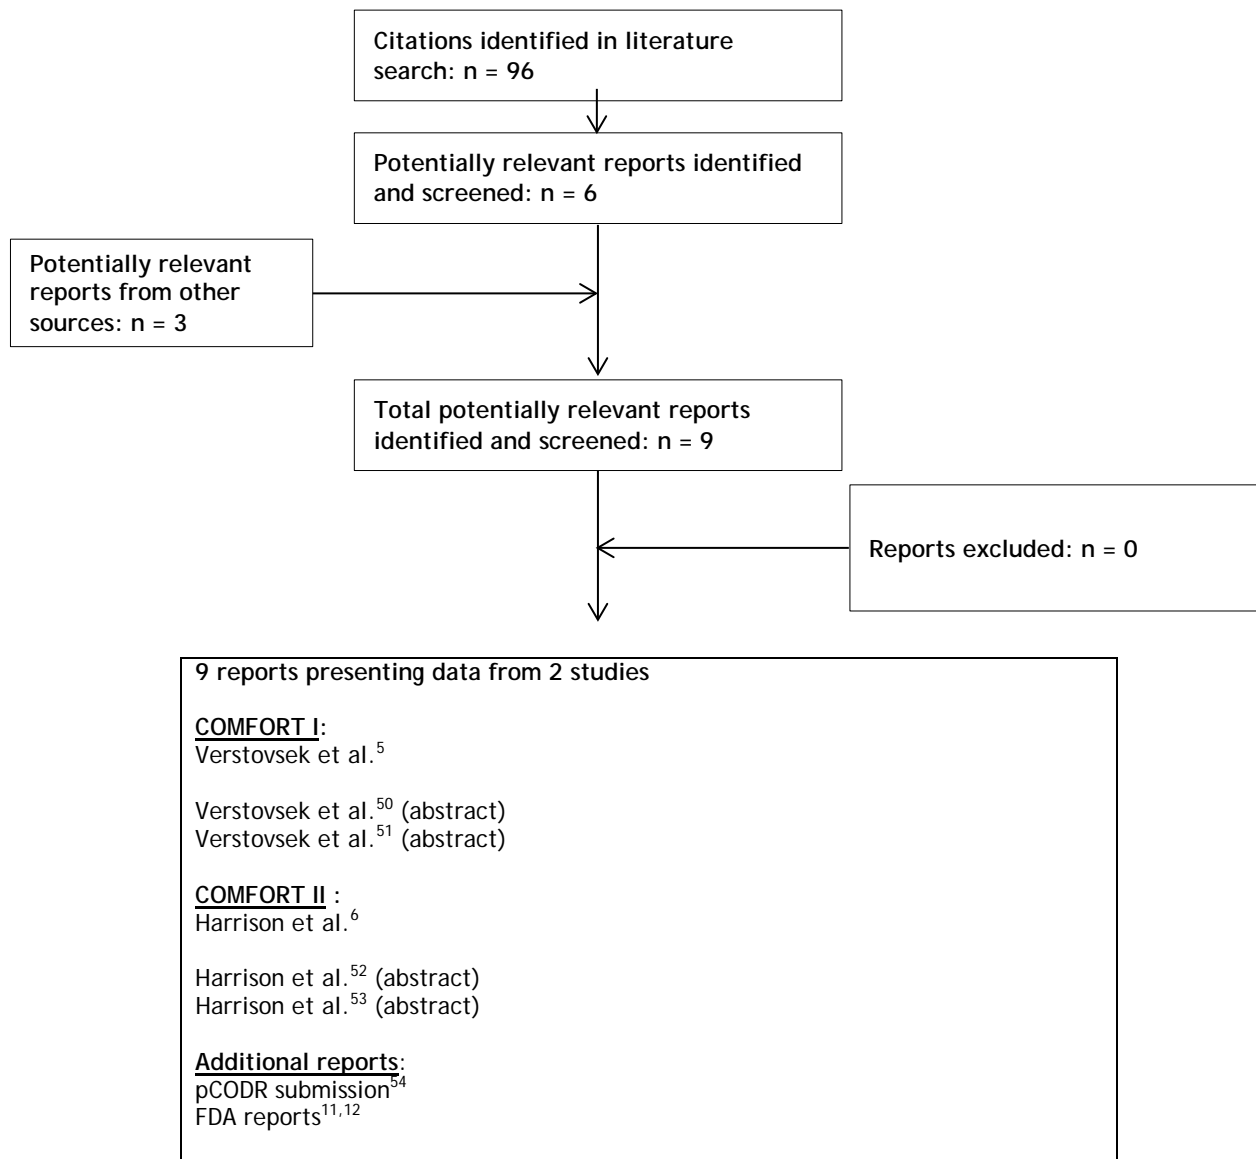 Citations identified in literature
search: n = 96
Potentially relevant reports identified
and screened: n = 6
Potentially relevant
reports from other
sources: n = 3
Total potentially relevant reports
identified and screened: n = 9
Reports excluded: n = 0
9 reports presenting data from 2 studies
COMFORT I:
Verstovsek et al.5
Verstovsek et al.50 (abstract)
Verstovsek et al.51 (abstract)
COMFORT II :
Harrison et al.6
Harrison et al.52 (abstract)
Harrison et al.53 (abstract)
Additional reports:
pCODR submission54
FDA reports11,12